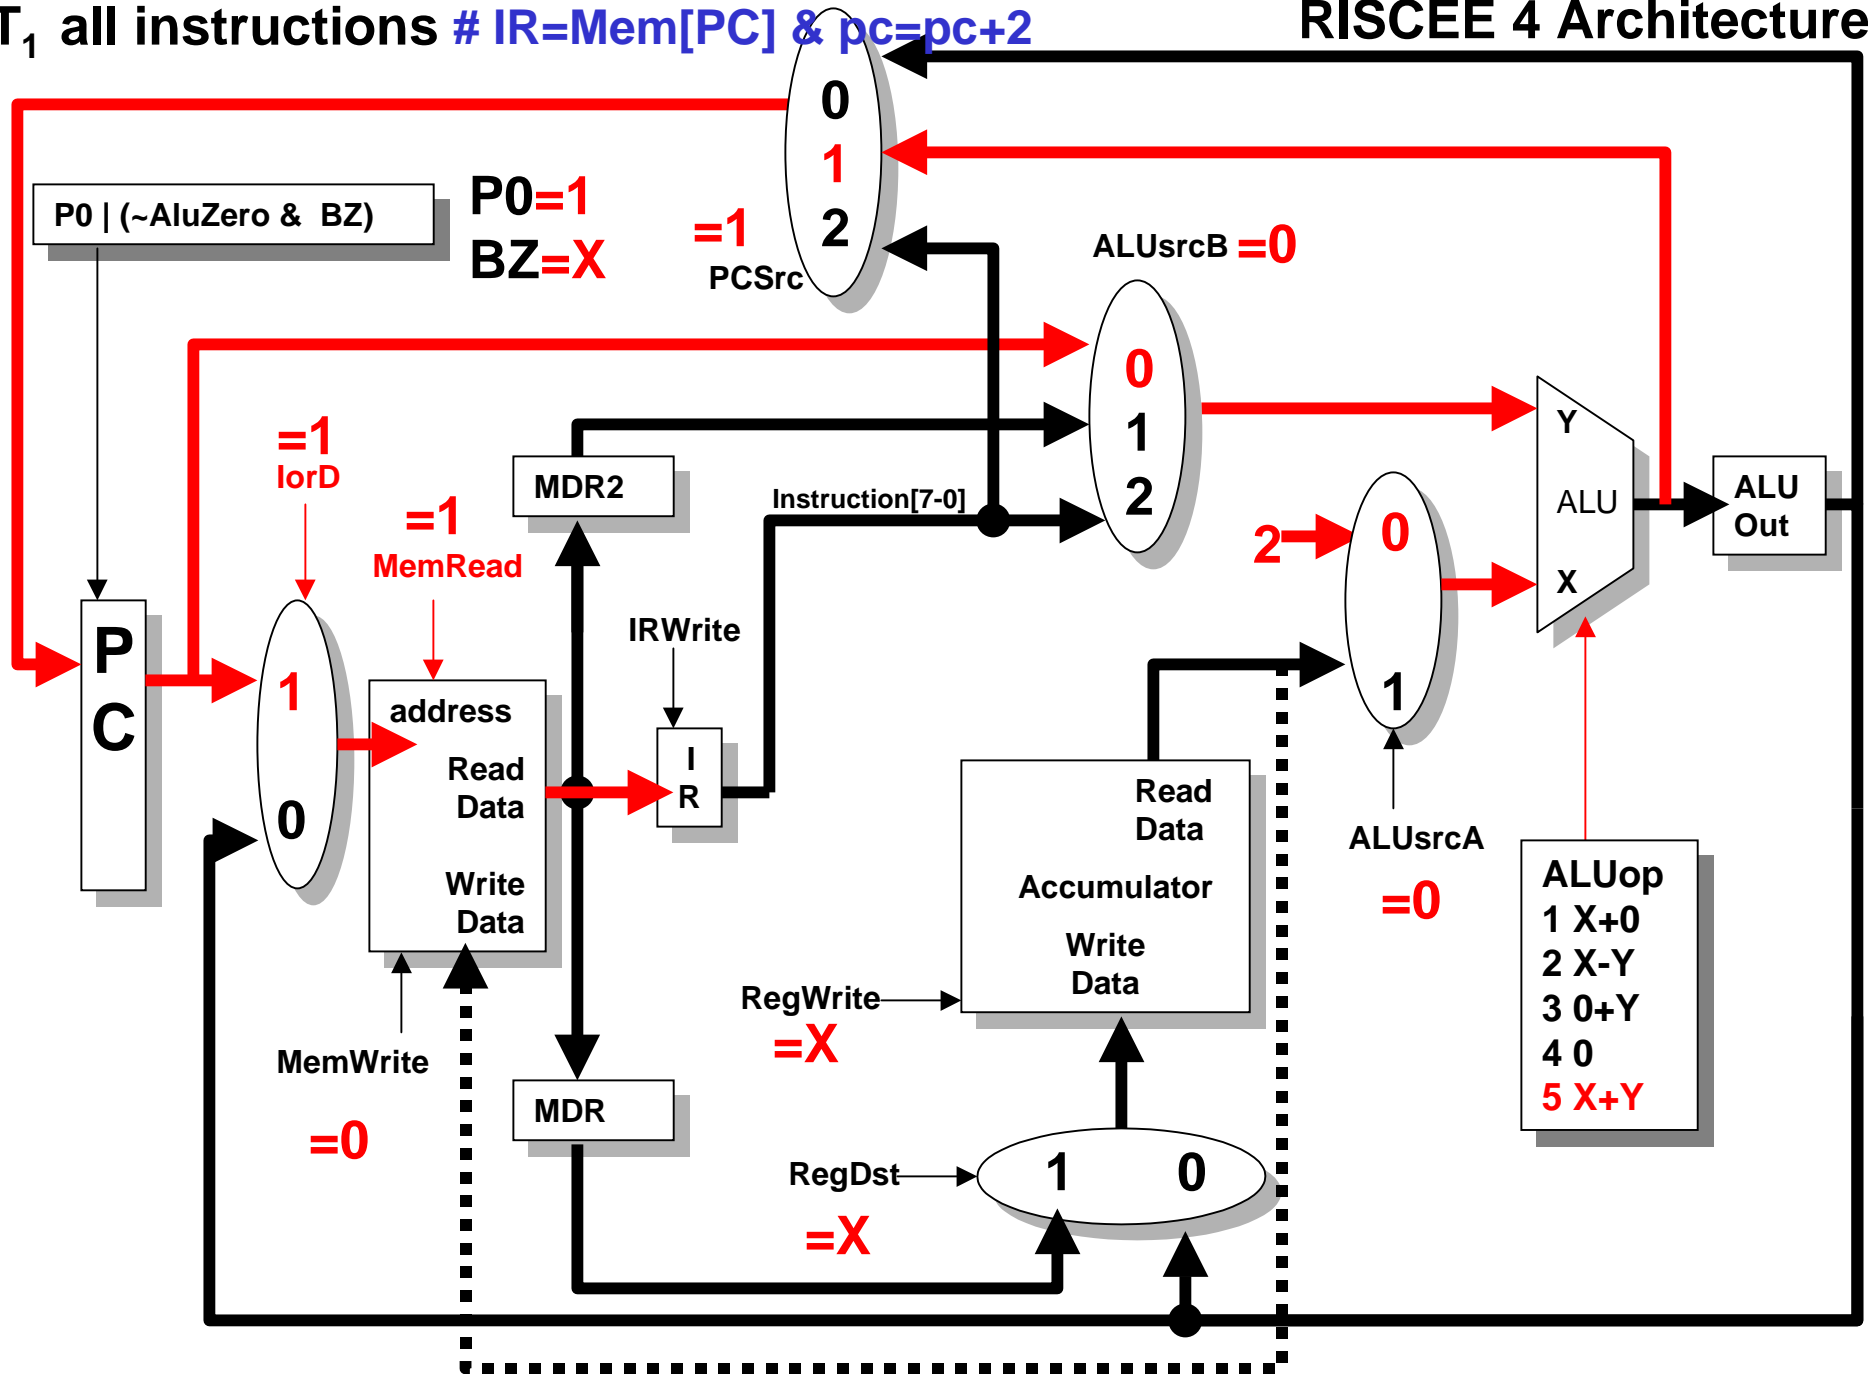 T1 all instructions # IR=Mem[PC] & pc=pc+2
RISCEE 4 Architecture
0
1
2
P0 | (~AluZero & BZ)
P0=1
BZ=X
=1
PCSrc
ALUsrcB =0
0
1
2
=1
IorD
=1
MemRead
MDR2
Instruction[7-0]
2
0
1
Y
ALU
X
ALU
Out
P
C
1
0
address
Read
Data
Write
Data
IRWrite
I
R
Read
Data
Accumulator
Write
Data
ALUsrcA
=0
ALUop
1 X+0
2 X-Y
3 0+Y
4 0
5 X+Y
RegWrite
=X
MemWrite
=0
MDR
RegDst
=X
1 0